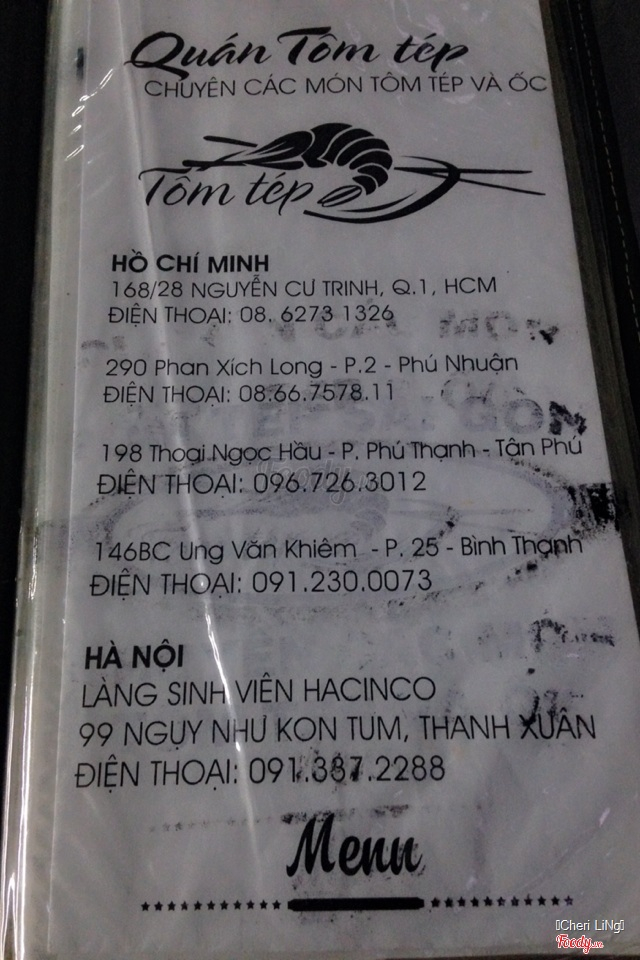 Quán Tôm tép
CHUYÊN CÁC MÓN TÔM TÉP VÀ ỐC
Tôm tép
HỒ CHÍ MINH
168/28 NGUYỄN CƯ TRINH, Q.1, HCM
ĐIỆN THOẠI: 08. 6273 1326
290 Phan Xích Long - P.2 - Phú Nhuận
ĐIỆN THOẠI: 08.66.7578.11
198 Thoại Ngọc Hầu - P. Phú Thạnh - Tân Phú
ĐIỆN THOẠI: 096.726.3012
146BC Ung Văn Khiêm - P. 25 - Bình Thạnh
ĐIỆN THOẠI: 091.230.0073
HÀ NỘI
LÀNG SINH VIÊN HACINCO
99 NGỤY NHƯ KON TUM, THANH XUÂN
ĐIỆN THOẠI: 091.387.2288
Menu
Cheri LiNg
Foody.vn